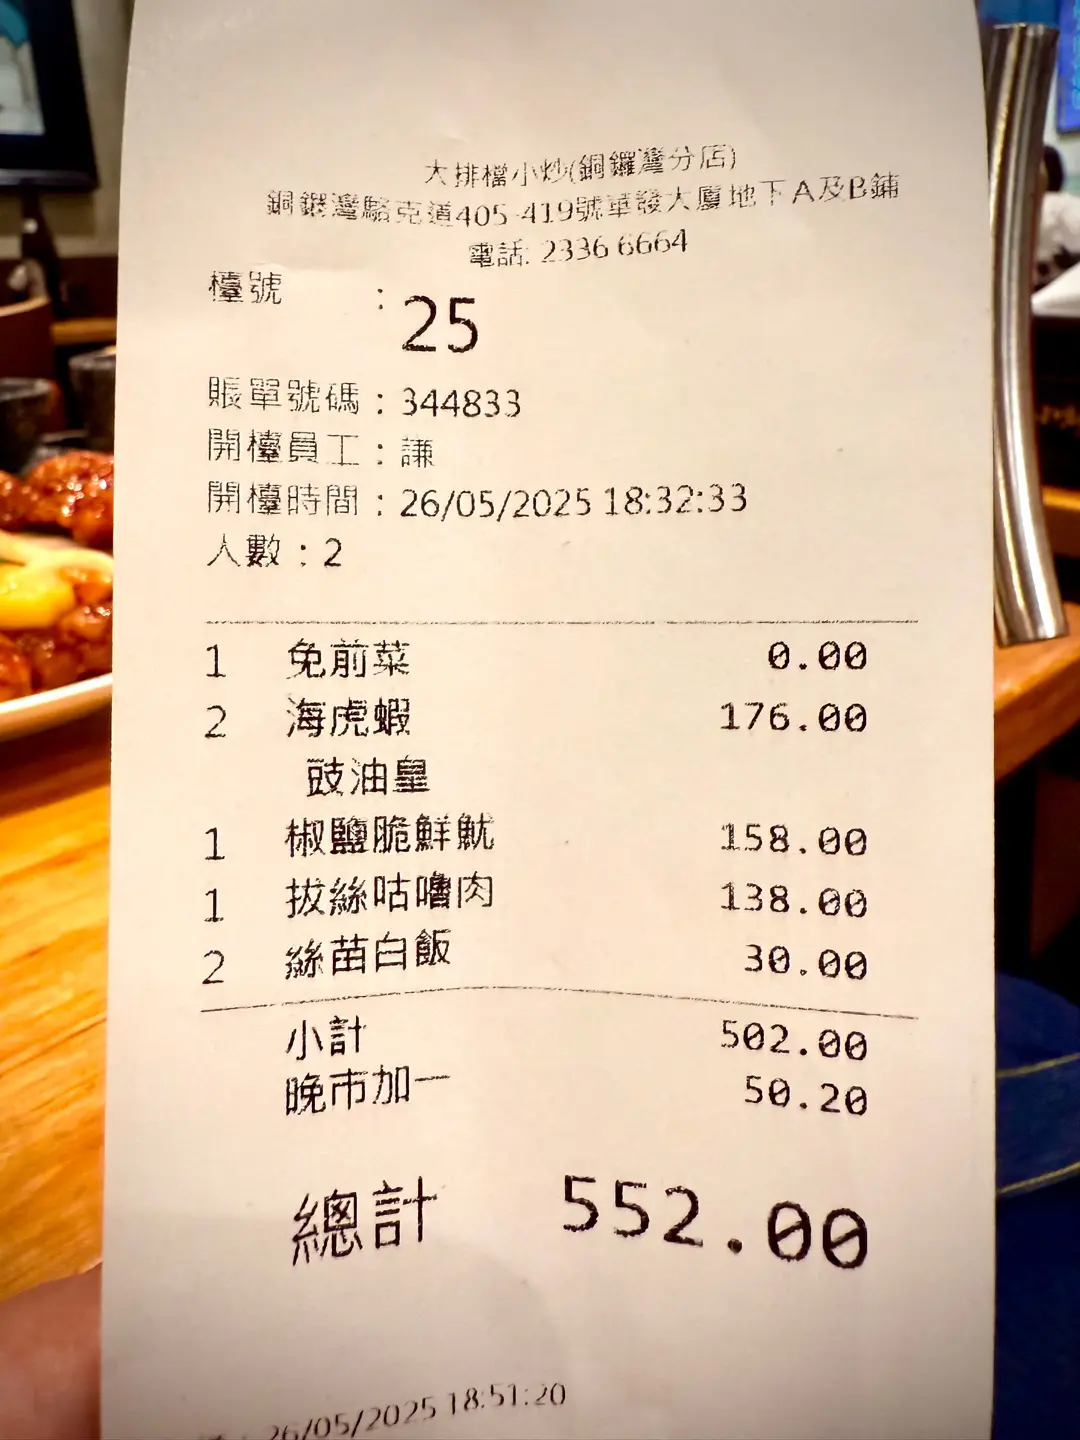 大排檔小炒(銅鑼灣分店)
銅鑼灣駱克道405-419號華發大廈地下A及B鋪
電話: 2336 6664
檯號 : 25
賬單號碼 : 344833
開檯員工 : 謙
開檯時間 : 26/05/2025 18:32:33
人數 : 2
1 免前菜 0.00
2 海虎蝦 176.00
豉油皇
1 椒鹽脆鮮魷 158.00
1 拔絲咕嚕肉 138.00
2 絲苗白飯 30.00
小計 502.00
晚市加一 50.20
總計 552.00
: 26/05/2025 18:51:20